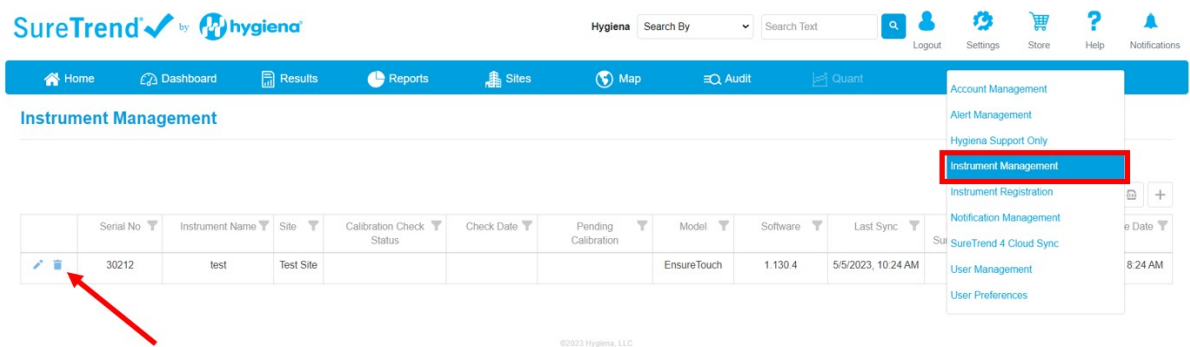 SureTrend by hygiena
Hygiena Search By Search Text Logout Settings Store Help Notifications
Home Dashboard Results Reports Sites Map Audit Quant
Account Management
Alert Management
Hygiena Support Only
Instrument Management
Instrument Registration
Notification Management
SureTrend 4 Cloud Sync
User Management
User Preferences
Instrument Management
Serial No Instrument Name Site Calibration Check Status Check Date Pending Calibration Model Software Last Sync Date
30212 test Test Site EnsureTouch 1.130.4 5/5/2023, 10:24 AM 8:24 AM
©2023 Hygiena, LLC